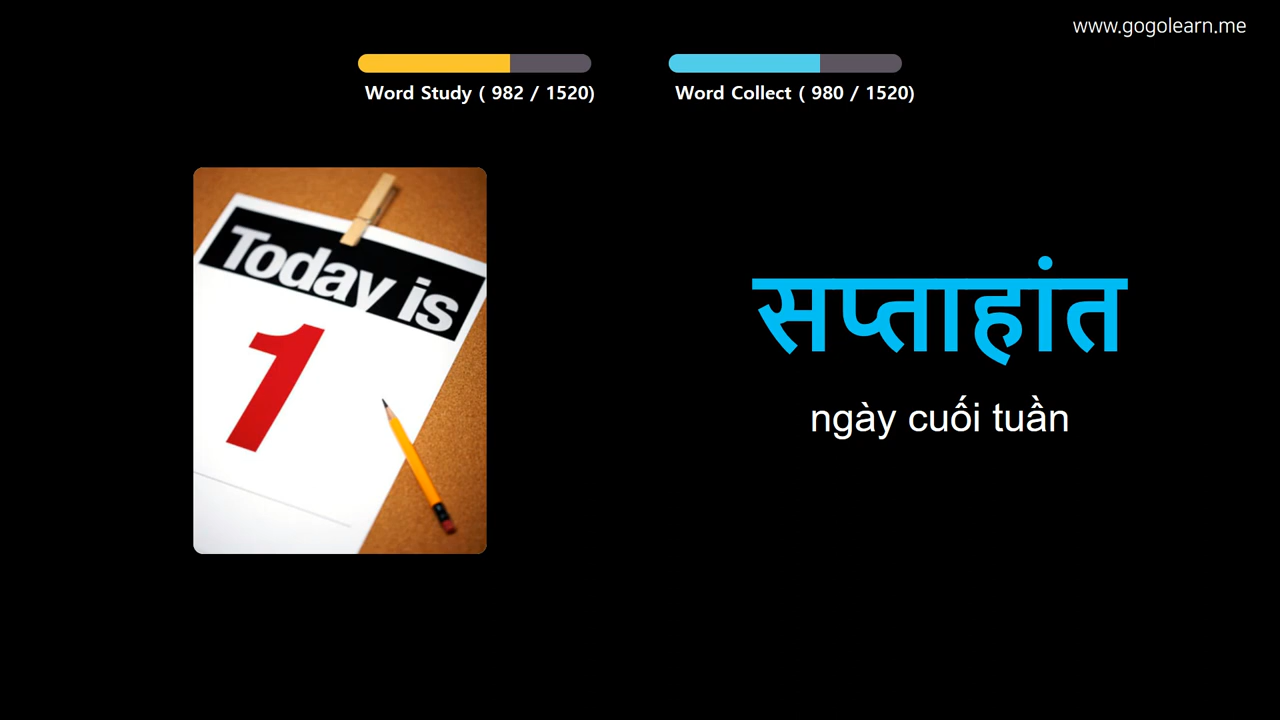 www.gogolearn.me
Word Study ( 982 / 1520)
Word Collect ( 980 / 1520)
Today is
1
सप्ताहांत
ngày cuối tuần